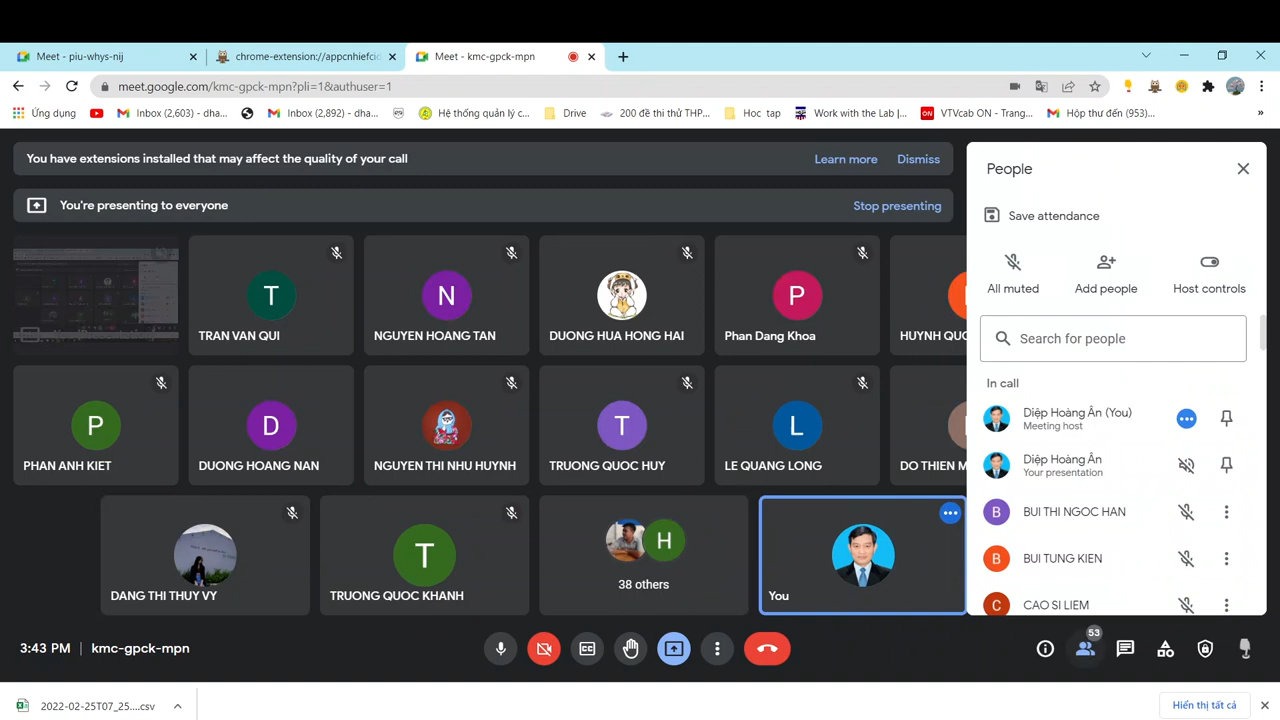 Meet - piu-whys-nij
chrome-extension://appcnhiefcic
Meet - kmc-gpck-mpn
meet.google.com/kmc-gpck-mpn?pli=1&authuser=1
Ứng dụng
Inbox (2,603) - dha...
Inbox (2,892) - dha...
Hệ thống quản lý c...
Drive
200 đề thi thử THP...
Hoc tap
Work with the Lab |...
ON
VTVcab ON - Trang...
Hộp thư đến (953)...
You have extensions installed that may affect the quality of your call
Learn more
Dismiss
You're presenting to everyone
Stop presenting
T
TRAN VAN QUI
N
NGUYEN HOANG TAN
DUONG HUA HONG HAI
P
Phan Dang Khoa
HUYNH QUO
P
PHAN ANH KIET
D
DUONG HOANG NAN
NGUYEN THI NHU HUYNH
T
TRUONG QUOC HUY
L
LE QUANG LONG
DO THIEN M
DANG THI THUY VY
T
TRUONG QUOC KHANH
H
38 others
You
People
Save attendance
All muted
Add people
Host controls
Search for people
In call
Diệp Hoàng Ân (You)
Meeting host
Diệp Hoàng Ân
Your presentation
B
BUI THI NGOC HAN
B
BUI TUNG KIEN
C
CAO SI LIEM
3:43 PM | kmc-gpck-mpn
53
2022-02-25T07_25....csv
Hiển thị tất cả